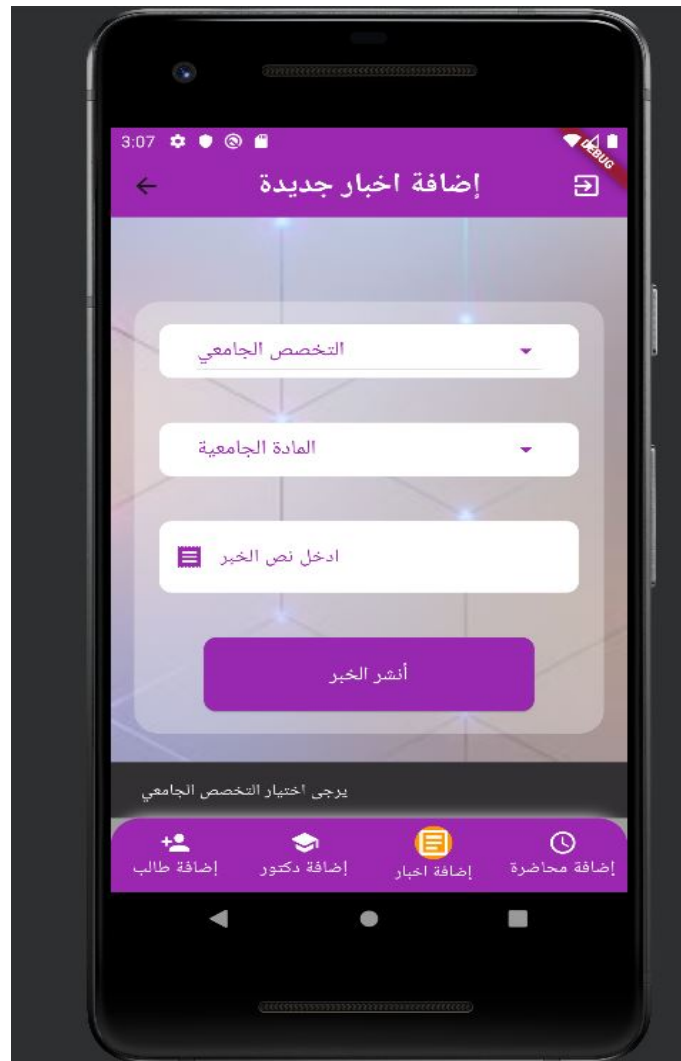 3:07
DEBUG
إضافة اخبار جديدة
التخصص الجامعي
المادة الجامعية
ادخل نص الخبر
أنشر الخبر
يرجى اختيار التخصص الجامعي
إضافة محاضرة
إضافة اخبار
إضافة دكتور
إضافة طالب